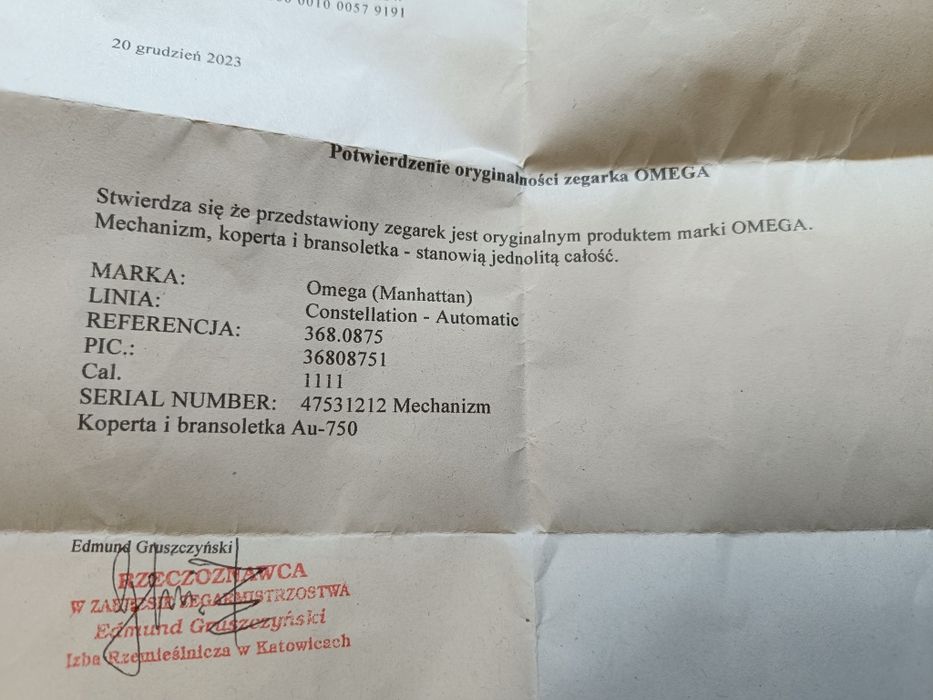 0010 0057 9191
20 grudzień 2023
Potwierdzenie oryginalności zegarka OMEGA
Stwierdza się że przedstawiony zegarek jest oryginalnym produktem marki OMEGA.
Mechanizm, koperta i bransoletka - stanowią jednolitą całość.
MARKA: Omega (Manhattan)
LINIA: Constellation - Automatic
REFERENCJA: 368.0875
PIC.: 36808751
Cal. 1111
SERIAL NUMBER: 47531212 Mechanizm
Koperta i bransoletka Au-750
Edmund Gruszczyński
RZECZOZNAWCA
W ZAKRESIE ZEGARMISTRZOSTWA
Edmund Gruszczyński
Izba Rzemieślnicza w Katowicach